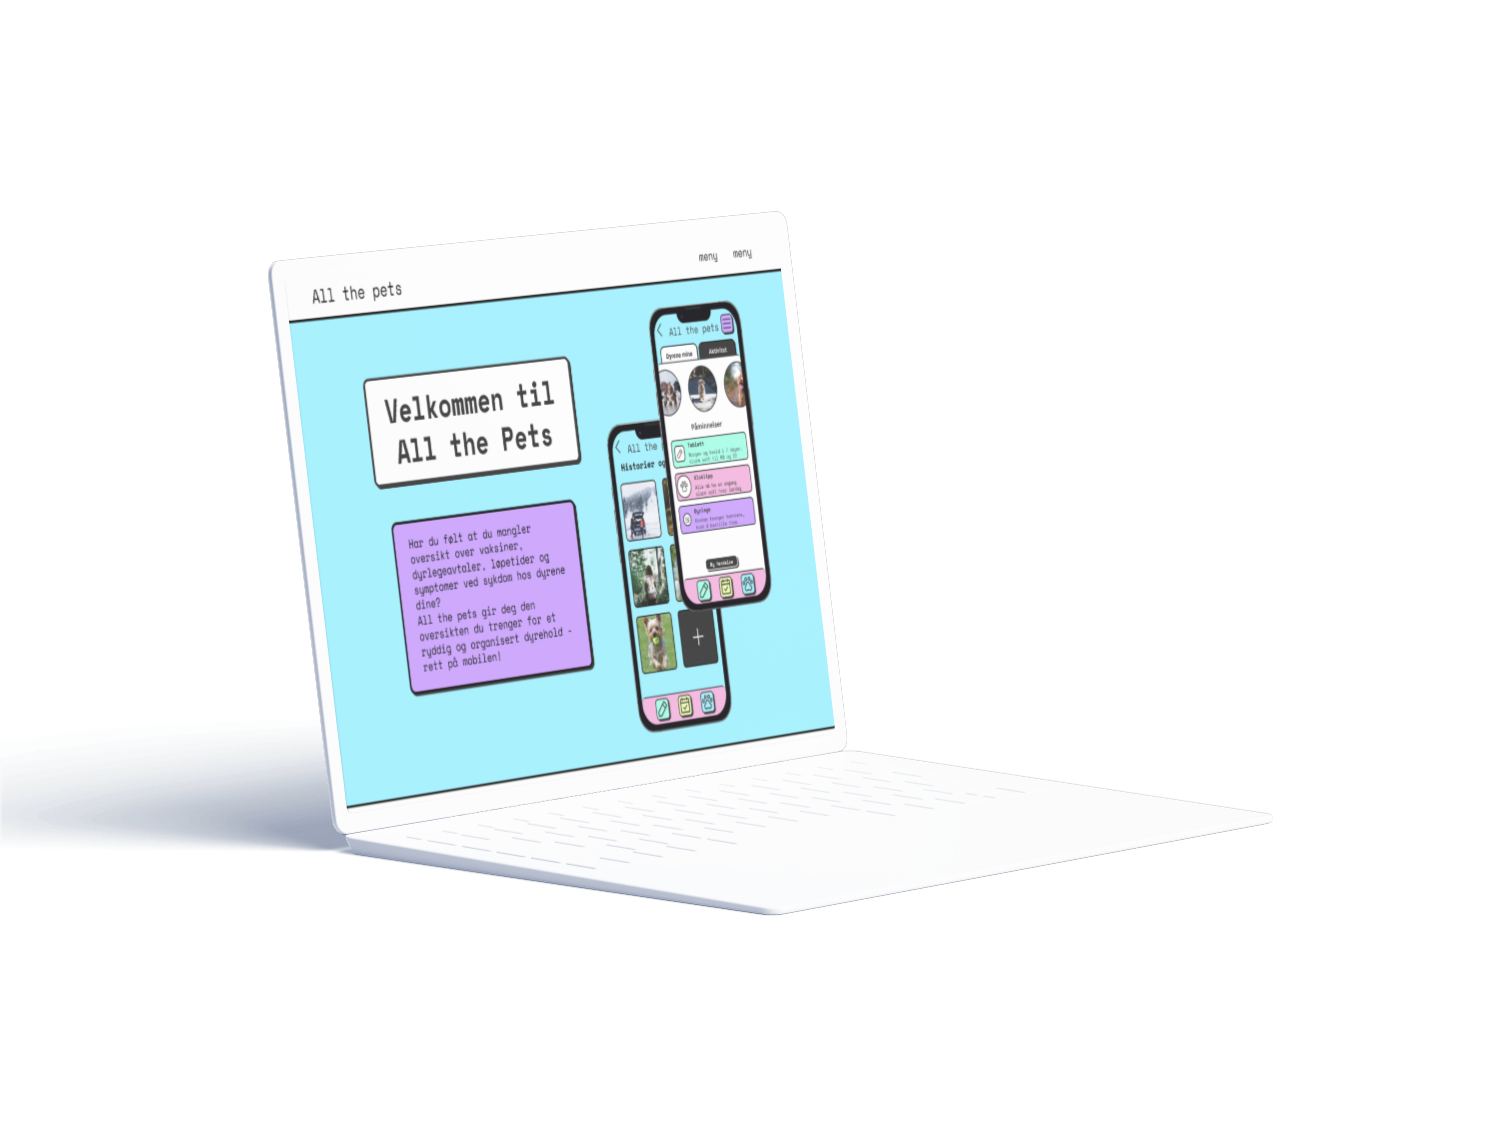 All the pets
meny meny
Velkommen til
All the Pets
Har du følt at du mangler
oversikt over vaksiner,
dyrlegeavtaler, løpetider og
symptomer ved sykdom hos dyrene
dine?
All the pets gir deg den
oversikten du trenger for et
ryddig og organisert dyrehold -
rett på mobilen!
All the pets
Dyrene mine
Aktivitet
Påminnelser
Tablett
Dyrlege
All the
Historier og